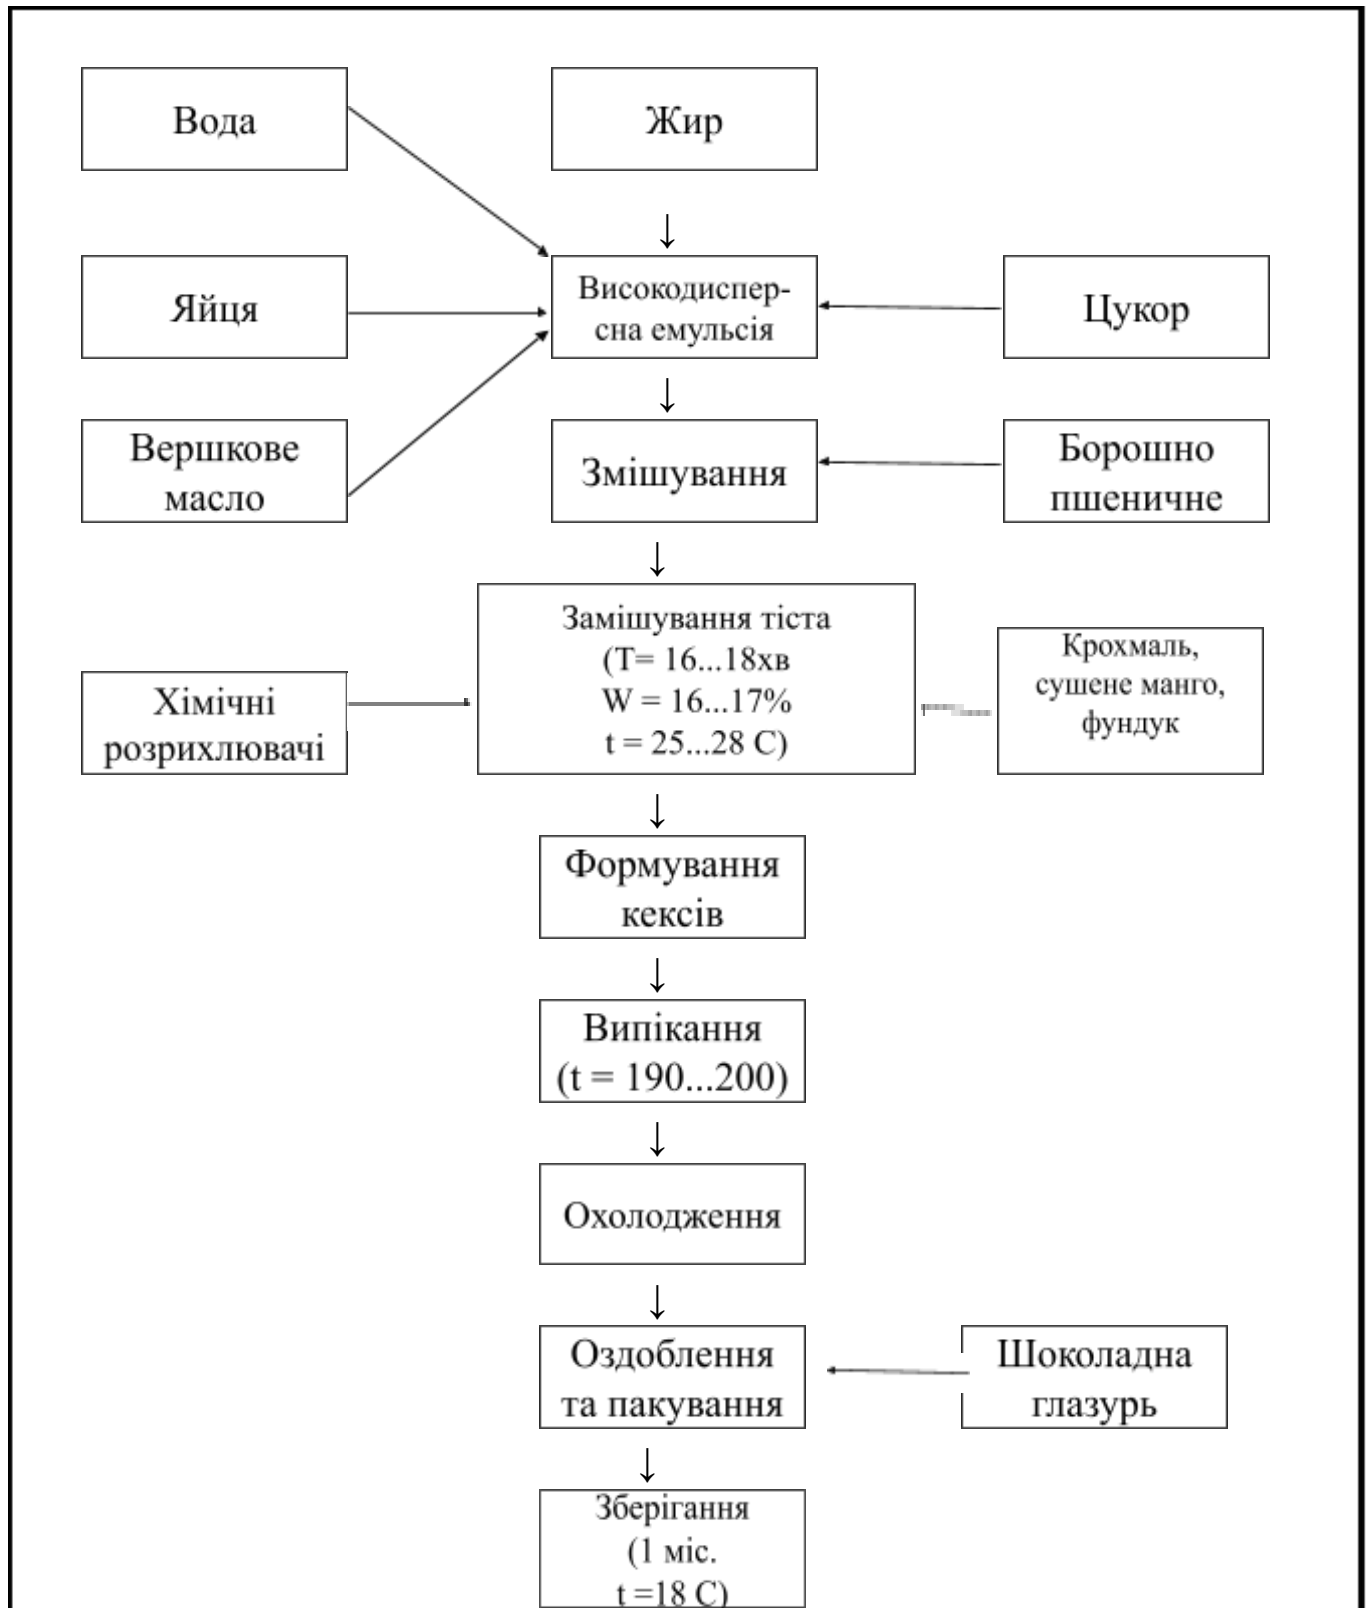 Вода
Жир
Яйця
Високодиспер-
сна емульсія
Цукор
Вершкове
масло
Змішування
Борошно
пшеничне
Хімічні
розрихлювачі
Замішування тіста
(T= 16...18хв
W = 16...17%
t = 25...28 C)
Крохмаль,
сушене манго,
фундук
Формування
кексів
Випікання
(t = 190...200)
Охолодження
Оздоблення
та пакування
Шоколадна
глазурь
Зберігання
(1 міс.
t =18 C)